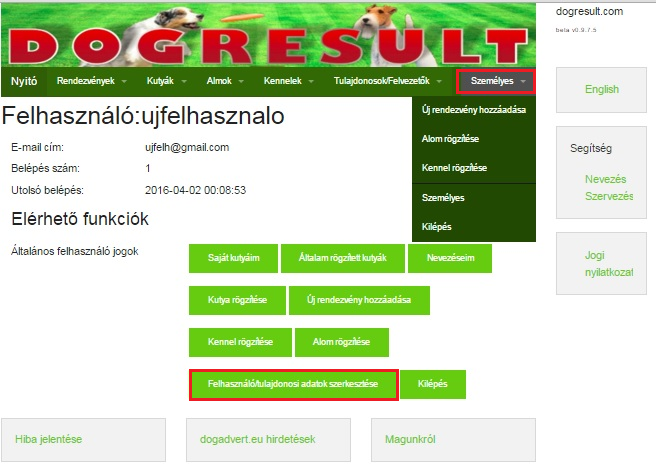 DOGRESULT
dogresult.com
beta v0.9.7.5
Nyitó Rendezvények Kutyák Almok Kennelek Tulajdonosok/Felvezetők Személyes
Új rendezvény hozzáadása
Alom rögzítése
Kennel rögzítése
Személyes
Kilépés
English
Segítség
Nevezés
Szervezés
Jogi
nyilatkozat
Felhasználó:ujfelhasznalo
E-mail cím: ujfelh@gmail.com
Belépés szám: 1
Utolsó belépés: 2016-04-02 00:08:53
Elérhető funkciók
Általános felhasználó jogok
Saját kutyáim Általam rögzített kutyák Nevezéseim
Kutya rögzítése Új rendezvény hozzáadása
Kennel rögzítése Alom rögzítése
Felhasználó/tulajdonosi adatok szerkesztése Kilépés
Hiba jelentése dogadvert.eu hirdetések Magunkról